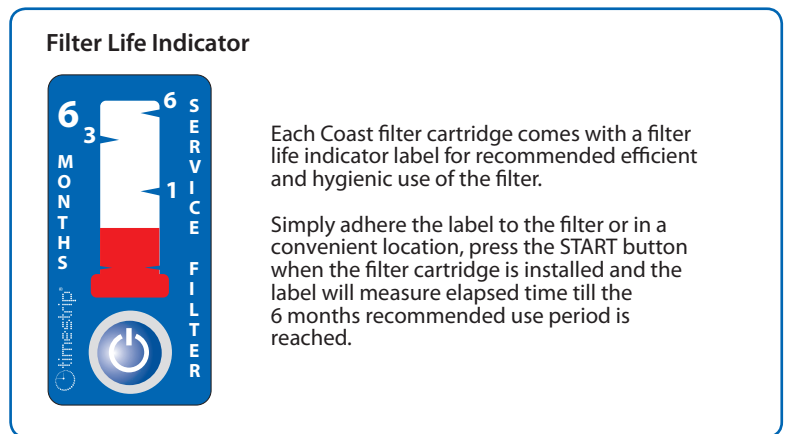 Filter Life Indicator
6
MONTHS
6
3
1
SERVICE FILTER
timestrip®
Each Coast filter cartridge comes with a filter
life indicator label for recommended efficient
and hygienic use of the filter.
Simply adhere the label to the filter or in a
convenient location, press the START button
when the filter cartridge is installed and the
label will measure elapsed time till the
6 months recommended use period is
reached.